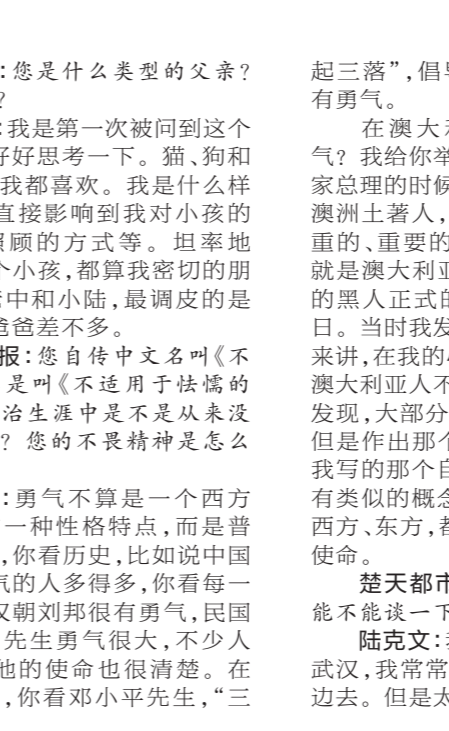 :您是什么类型的父亲?
?
:我是第一次被问到这个
好好思考一下。猫、狗和
我都喜欢。我是什么样
直接影响到我对小孩的
照顾的方式等。坦率地
个小孩,都算我密切的朋
中和小陆,最调皮的是
爸爸差不多。
报:您自传中文名叫《不
是叫《不适用于怯懦的
治生涯中是不是从来没
?您的不畏精神是怎么
:勇气不算是一个西方
一种性格特点,而是普
,你看历史,比如说中国
气的人多得多,你看每一
汉朝刘邦很有勇气,民国
先生勇气很大,不少人
他的使命也很清楚。在
,你看邓小平先生,“三
起三落”,倡导
有勇气。
在澳大利
气?我给你举
家总理的时候
澳洲土著人,
重的、重要的
就是澳大利亚
的黑人正式的
日。当时我发
来讲,在我的
澳大利亚人不
发现,大部分
但是作出那个
我写的那个自
有类似的概念
西方、东方,都
使命。
楚天都市
能不能谈一下
陆克文:
武汉,我常常
边去。但是太